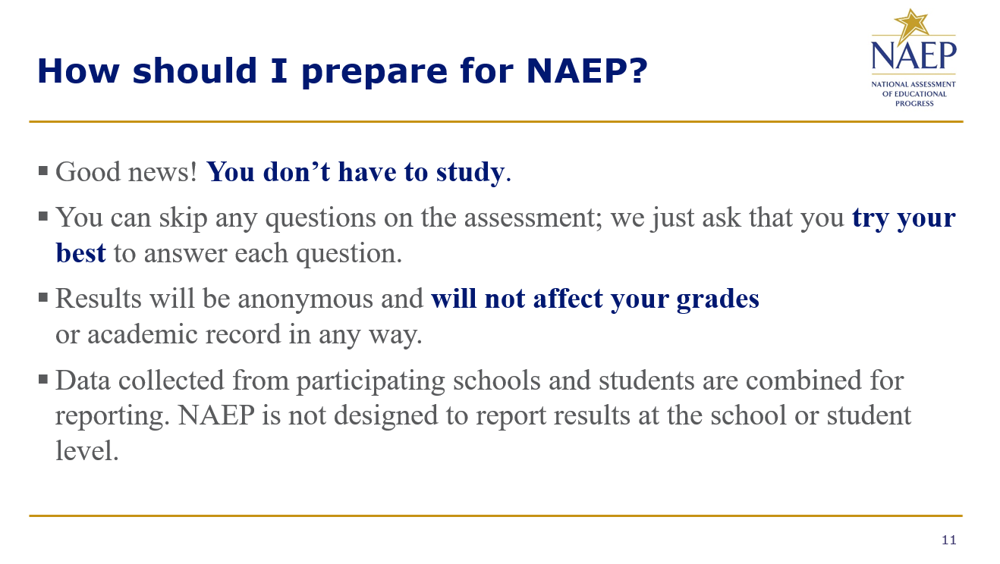 How should I prepare for NAEP?
NAEP
NATIONAL ASSESSMENT
OF EDUCATIONAL
PROGRESS
▪ Good news! You don’t have to study.
▪ You can skip any questions on the assessment; we just ask that you try your
best to answer each question.
▪ Results will be anonymous and will not affect your grades
or academic record in any way.
▪ Data collected from participating schools and students are combined for
reporting. NAEP is not designed to report results at the school or student
level.
11